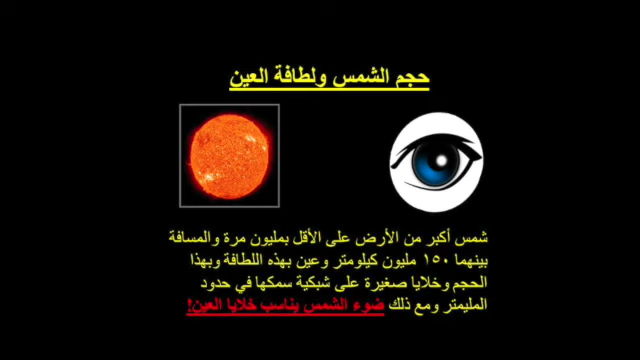 حجم الشمس ولطافة العين
شمس أكبر من الأرض على الأقل بمليون مرة والمسافة
بينهما ١٥٠ مليون كيلومتر وعين بهذه اللطافة وبهذا
الحجم وخلايا صغيرة على شبكية سمكها في حدود
المليمتر ومع ذلك ضوء الشمس يناسب خلايا العين!